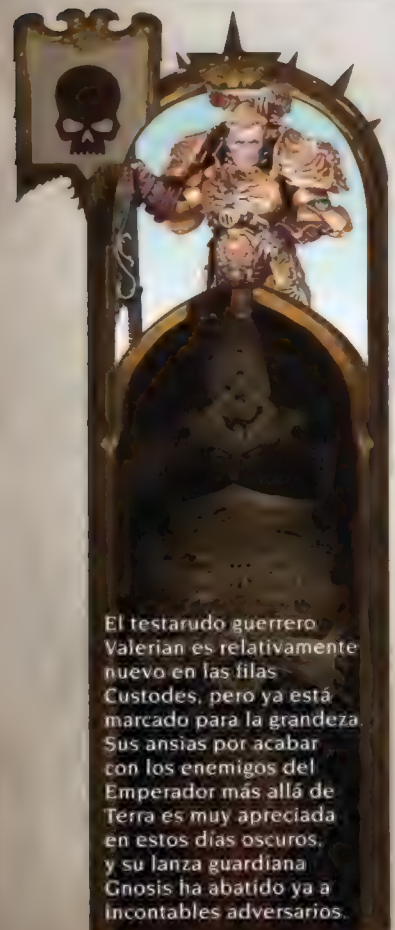 El testarudo guerrero
Valerian es relativamente
nuevo en las filas
Custodes, pero ya está
marcado para la grandeza.
Sus ansias por acabar
con los enemigos del
Emperador más allá de
Terra es muy apreciada
en estos días oscuros,
y su lanza guardiana
Gnosis ha abatido ya a
incontables adversarios.